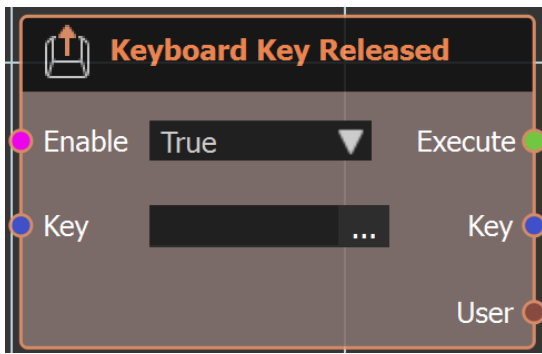 Keyboard Key Released
Enable True Execute
Key ... Key
User